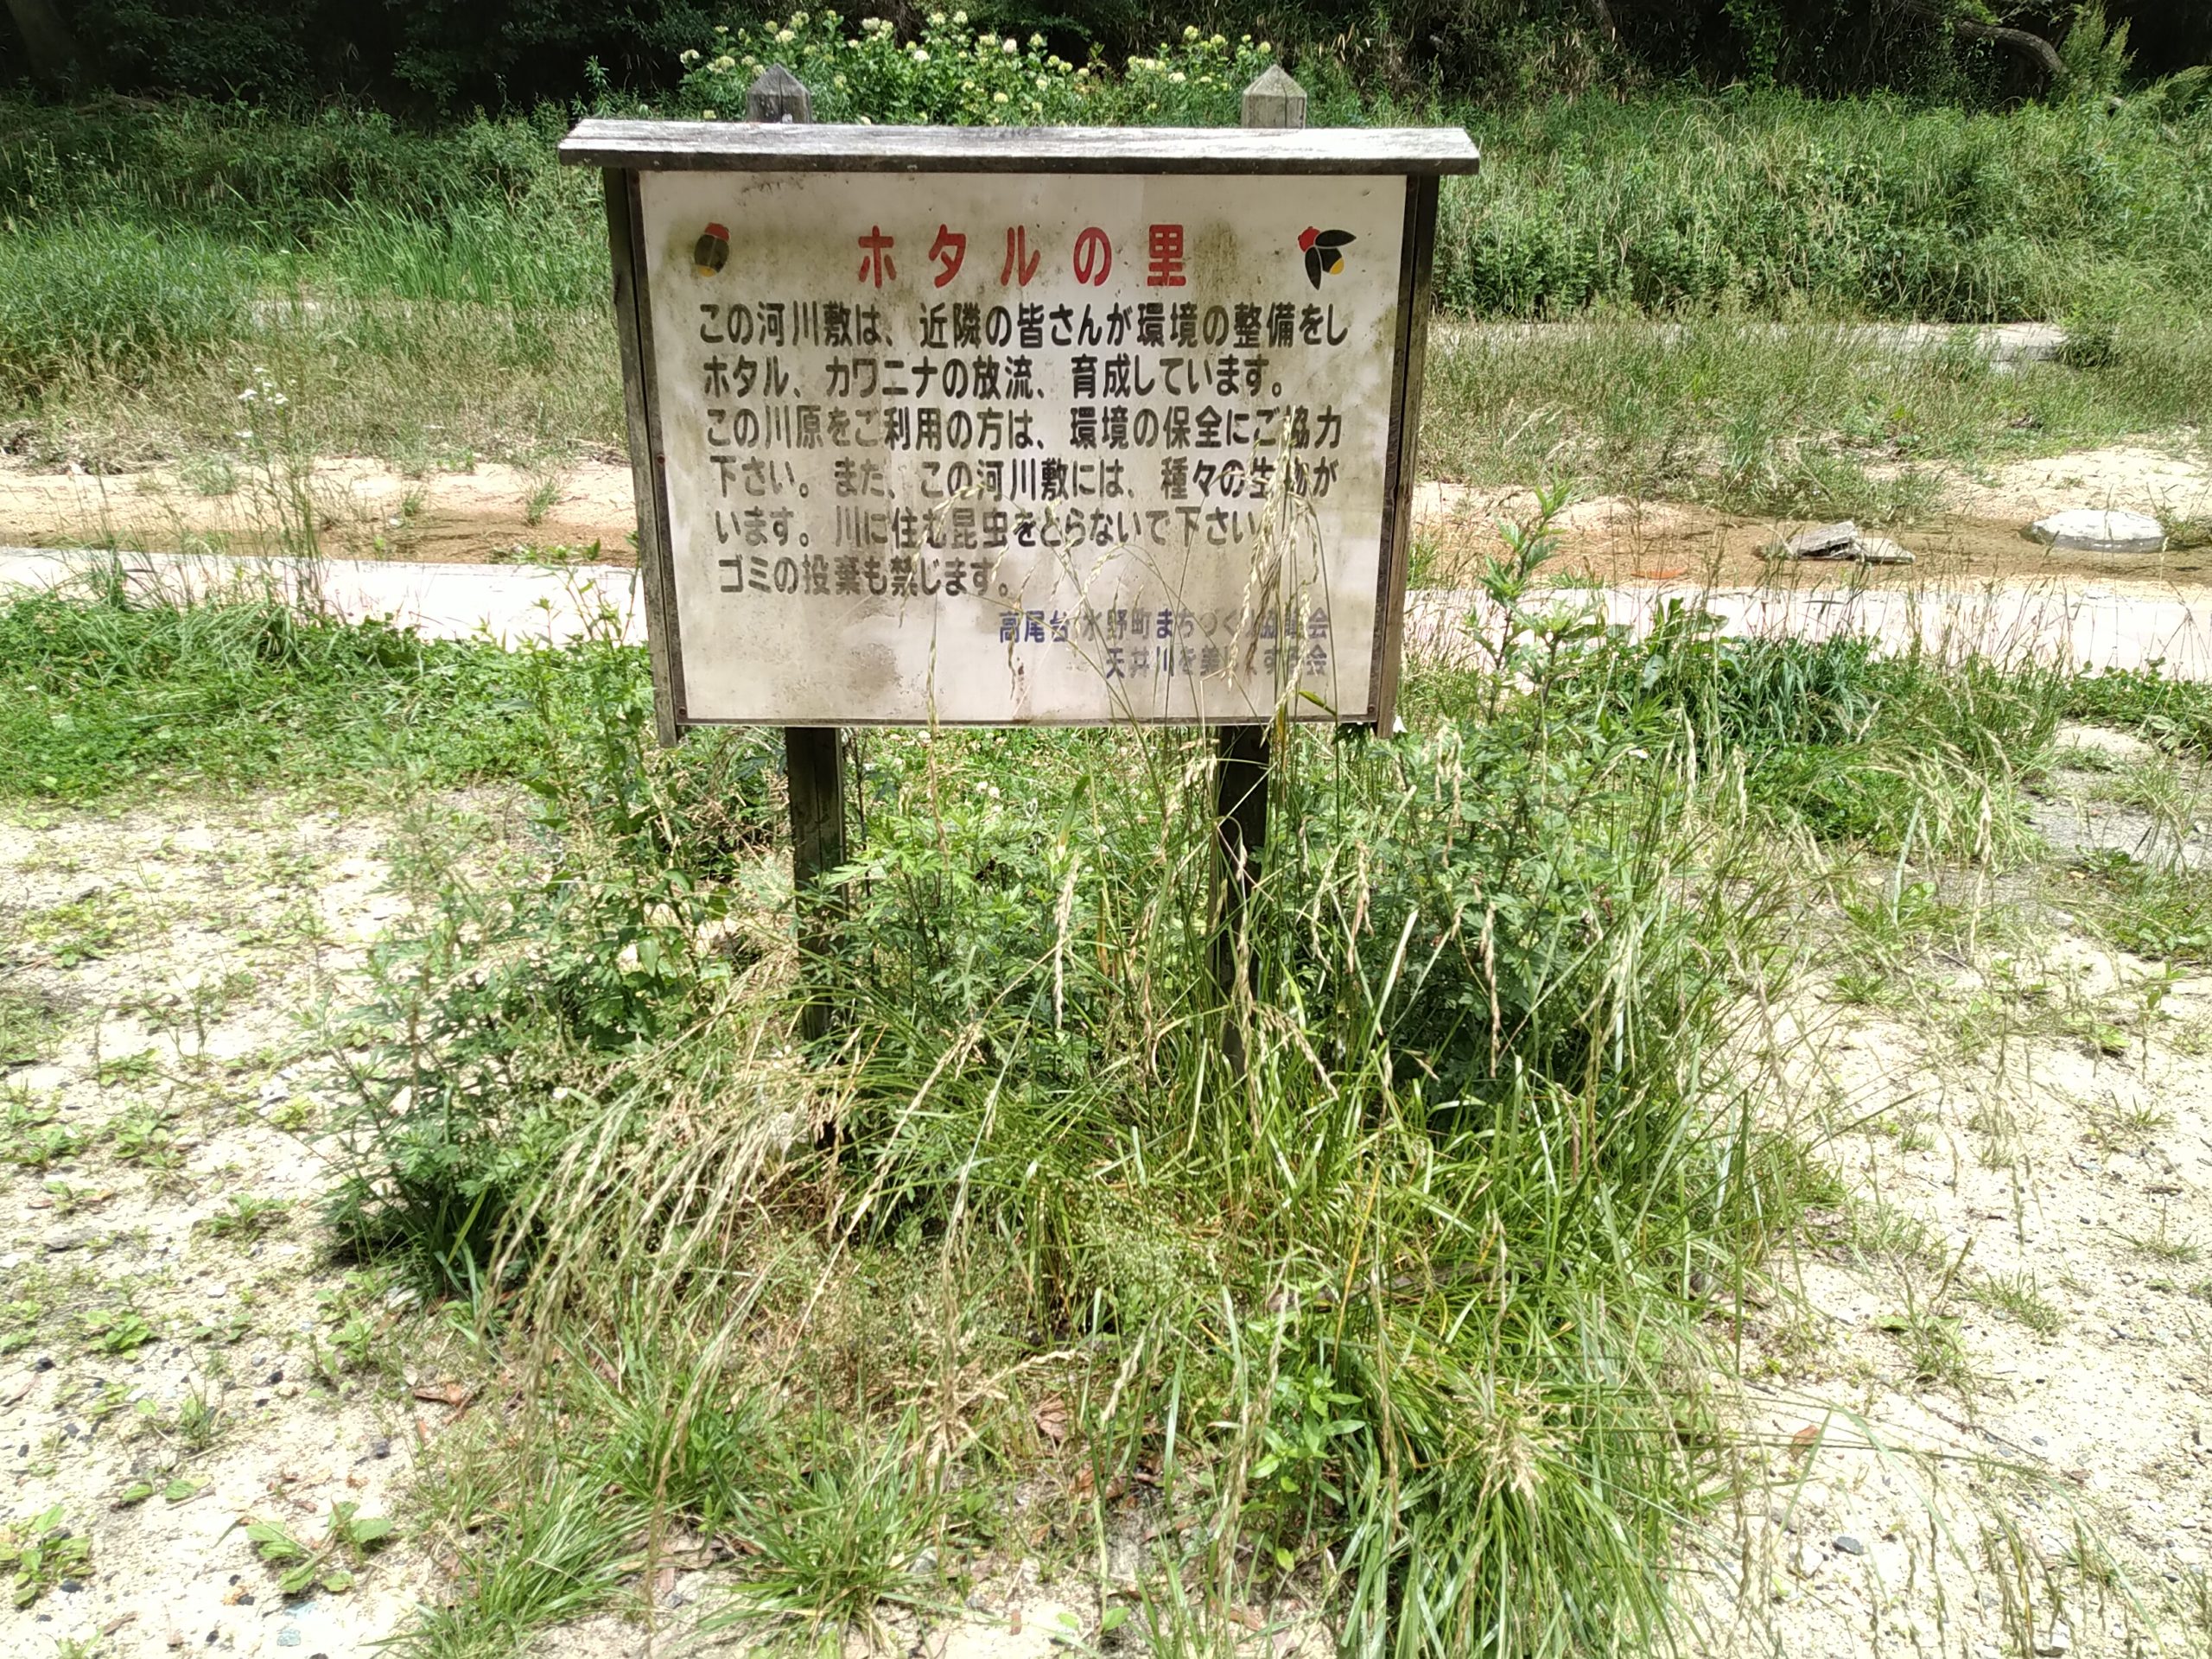 ホタルの里
この河川敷は、近隣の皆さんが環境の整備をし
ホタル、カワニナの放流、育成しています。
この川原をご利用の方は、環境の保全にご協力
下さい。また、この河川敷には、種々の生物が
います。川に住む昆虫をとらないで下さい
ゴミの投棄も禁じます。
高尾台 水野町まちづくり協議会
天井川を美しくする会